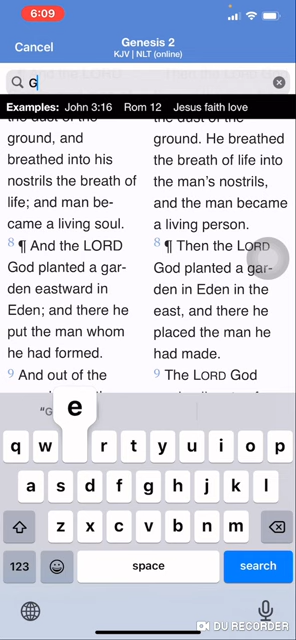 6:09
Cancel
Genesis 2
KJV | NLT (online)
G
Examples: John 3:16 Rom 12 Jesus faith love
ground, and
breathed into his
nostrils the breath of
life; and man be-
came a living soul.
8 ¶ And the LORD
God planted a gar-
den eastward in
Eden; and there he
put the man whom
he had formed.
9 And out of the
the dust of the
ground. He breathed
the breath of life into
the man's nostrils,
and the man became
a living person.
8 ¶ Then the LORD
God planted a gar-
den in Eden in the
east, and there he
placed the man he
had made.
9 The LORD God
"G
e
q w r t y u i o p
a s d f g h j k l
z x c v b n m
123 space search
DU RECORDER